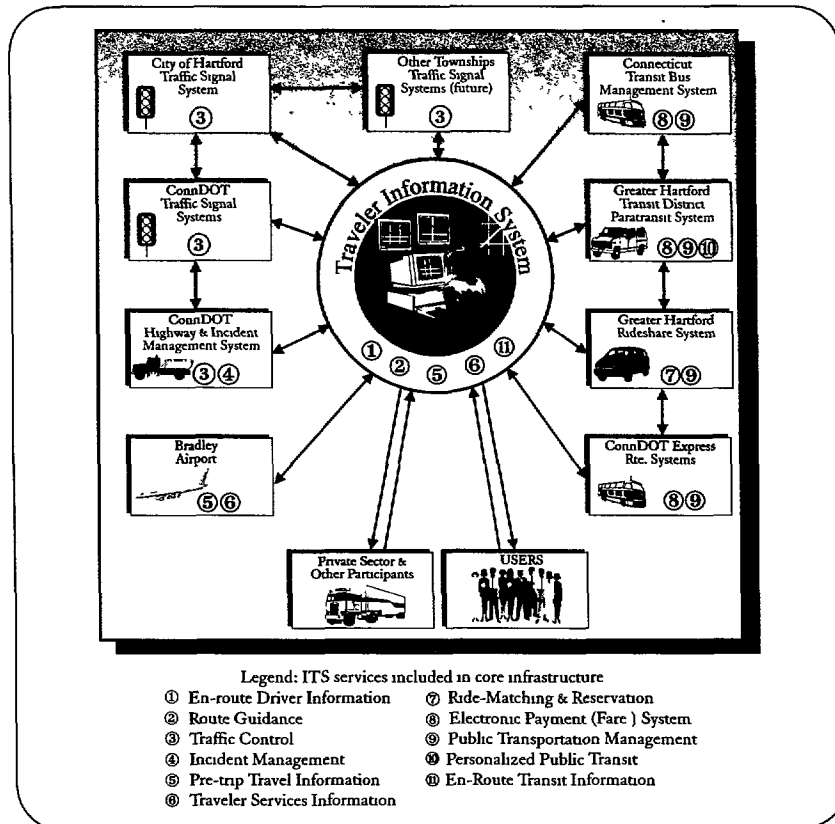 City of Hartford
Traffic Signal
System
③
Other Townships
Traffic Signal
Systems (future)
③
Connecticut
Transit Bus
Management System
⑧⑨
ConnDOT
Traffic Signal
Systems
③
Traveler Information System
Greater Hartford
Transit District
Paratransit System
⑧⑨⑩
ConnDOT
Highway & Incident
Management System
③④
Greater Hartford
Rideshare System
⑦⑨
① ② ⑤ ⑥ ⑪
Bradley
Airport
⑤⑥
ConnDOT Express
Rte. Systems
⑧⑨
Private Sector &
Other Participants
USERS
Legend: ITS services included in core infrastructure
① En-route Driver Information
② Route Guidance
③ Traffic Control
④ Incident Management
⑤ Pre-trip Travel Information
⑥ Traveler Services Information
⑦ Ride-Matching & Reservation
⑧ Electronic Payment (Fare ) System
⑨ Public Transportation Management
⑩ Personalized Public Transit
⑪ En-Route Transit Information